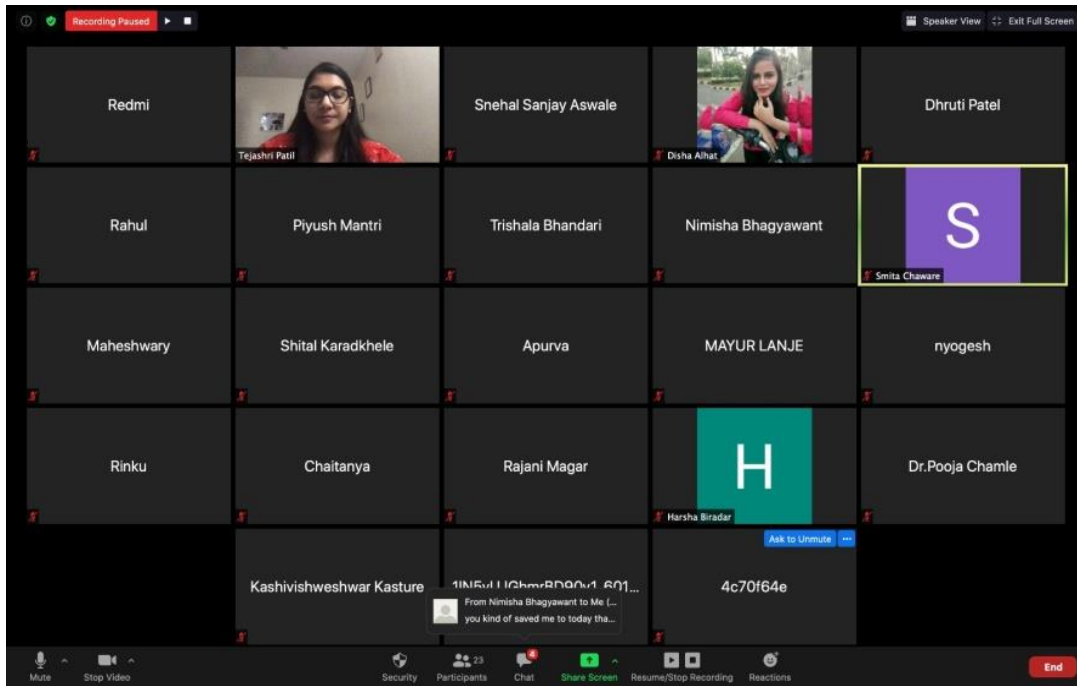 Recording Paused
Speaker View
Exit Full Screen
Redmi
Tejashri Patil
Snehal Sanjay Aswale
Disha Alhat
Dhruti Patel
Rahul
Piyush Mantri
Trishala Bhandari
Nimisha Bhagyawant
S
Smita Chaware
Maheshwary
Shital Karadkhele
Apurva
MAYUR LANJE
nyogesh
Rinku
Chaitanya
Rajani Magar
H
Harsha Biradar
Dr.Pooja Chamle
Ask to Unmute
Kashivishweshwar Kasture
4c70f64e
From Nimisha Bhagyawant to Me (...
you kind of saved me to today tha...
Mute
Stop Video
Security
Participants 23
Chat 4
Share Screen
Resume/Stop Recording
Reactions
End